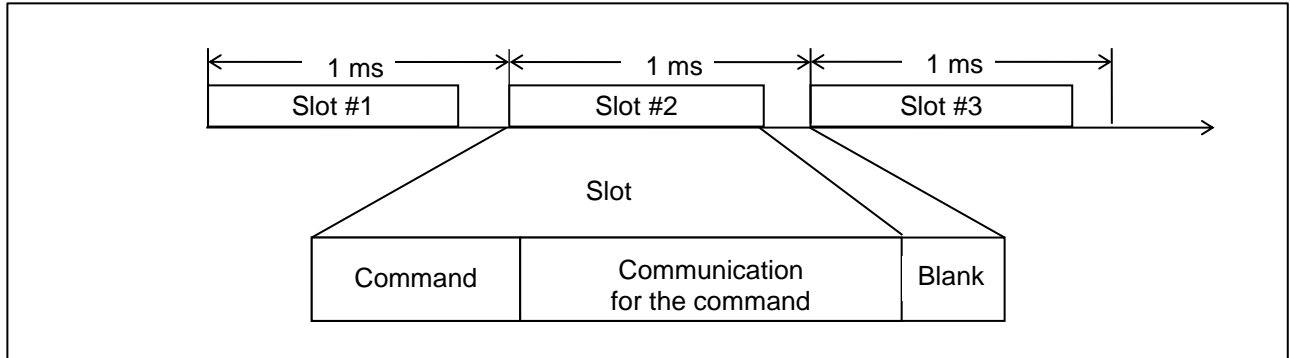 1 ms 1 ms 1 ms
Slot #1 Slot #2 Slot #3
Slot
Command Communication for the command Blank